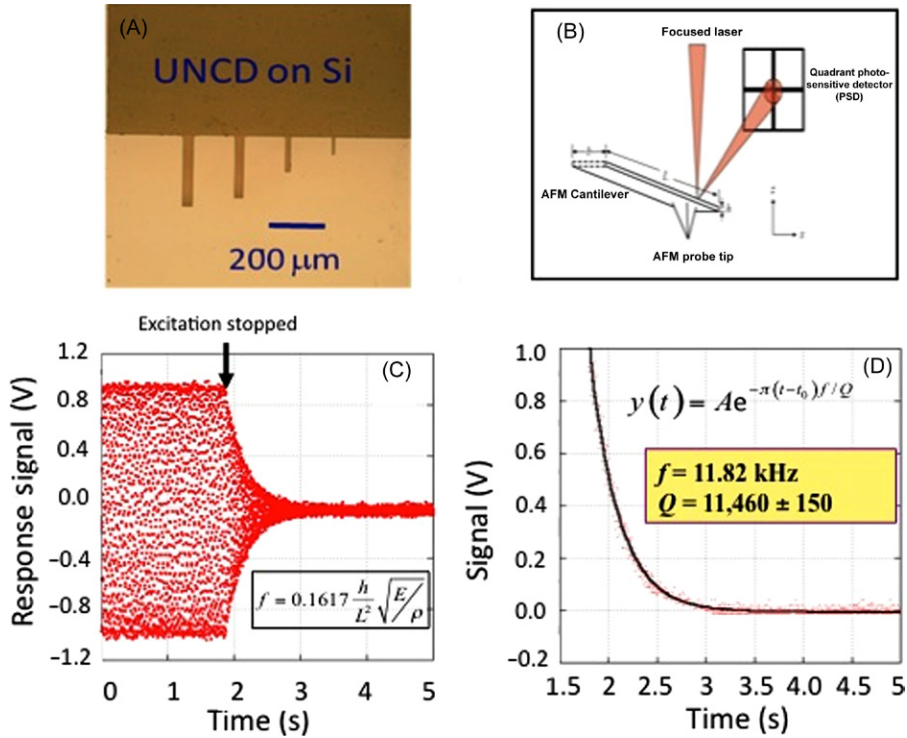 (A)
UNCD on Si
200 μm
(B)
Focused laser
Quadrant photo-
sensitive detector
(PSD)
b
L
h
AFM Cantilever
z
x
AFM probe tip
Excitation stopped
(C)
Response signal (V)
1.2
0.8
0.4
0.0
−0.4
−0.8
−1.2
f = 0.1617 h/L² √E/ρ
0 1 2 3 4 5
Time (s)
(D)
Signal (V)
1.0
0.8
0.6
0.4
0.2
0.0
−0.2
y(t) = Ae^−π(t−t₀)f/Q
f = 11.82 kHz
Q = 11,460 ± 150
1.5 2 2.5 3 3.5 4.0 4.5 5
Time (s)